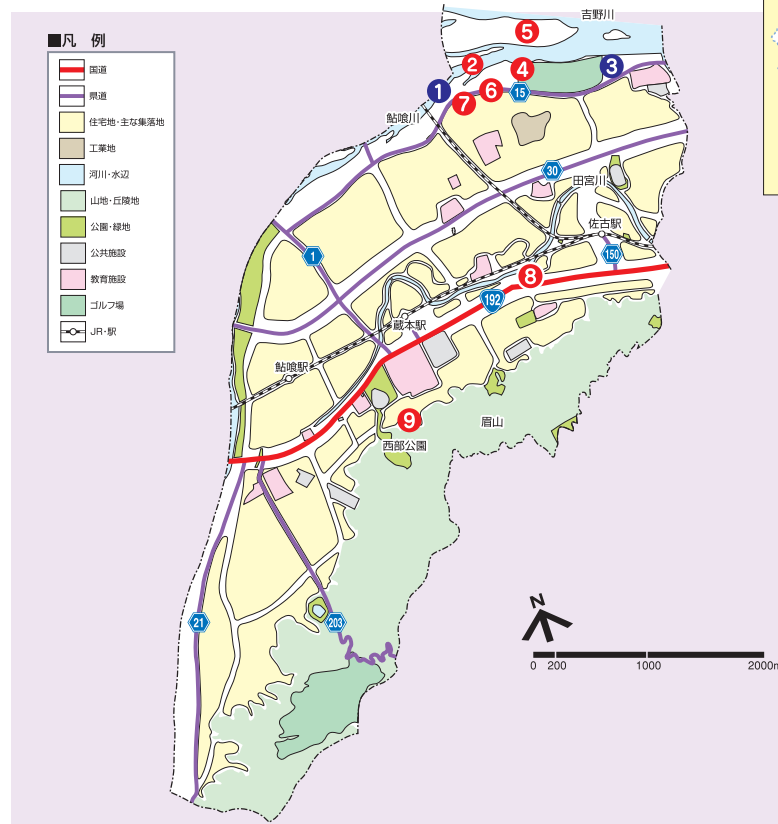 ■凡 例
国道
県道
住宅地・主な集落地
工業地
河川・水辺
山地・丘陵地
公園・緑地
公共施設
教育施設
ゴルフ場
JR・駅
吉野川
5
2
4
3
1
7
6
15
鮎喰川
30
田宮川
佐古駅
150
1
8
192
蔵本駅
鮎喰駅
9
眉山
西部公園
21
203
N
0 200 1000 2000m